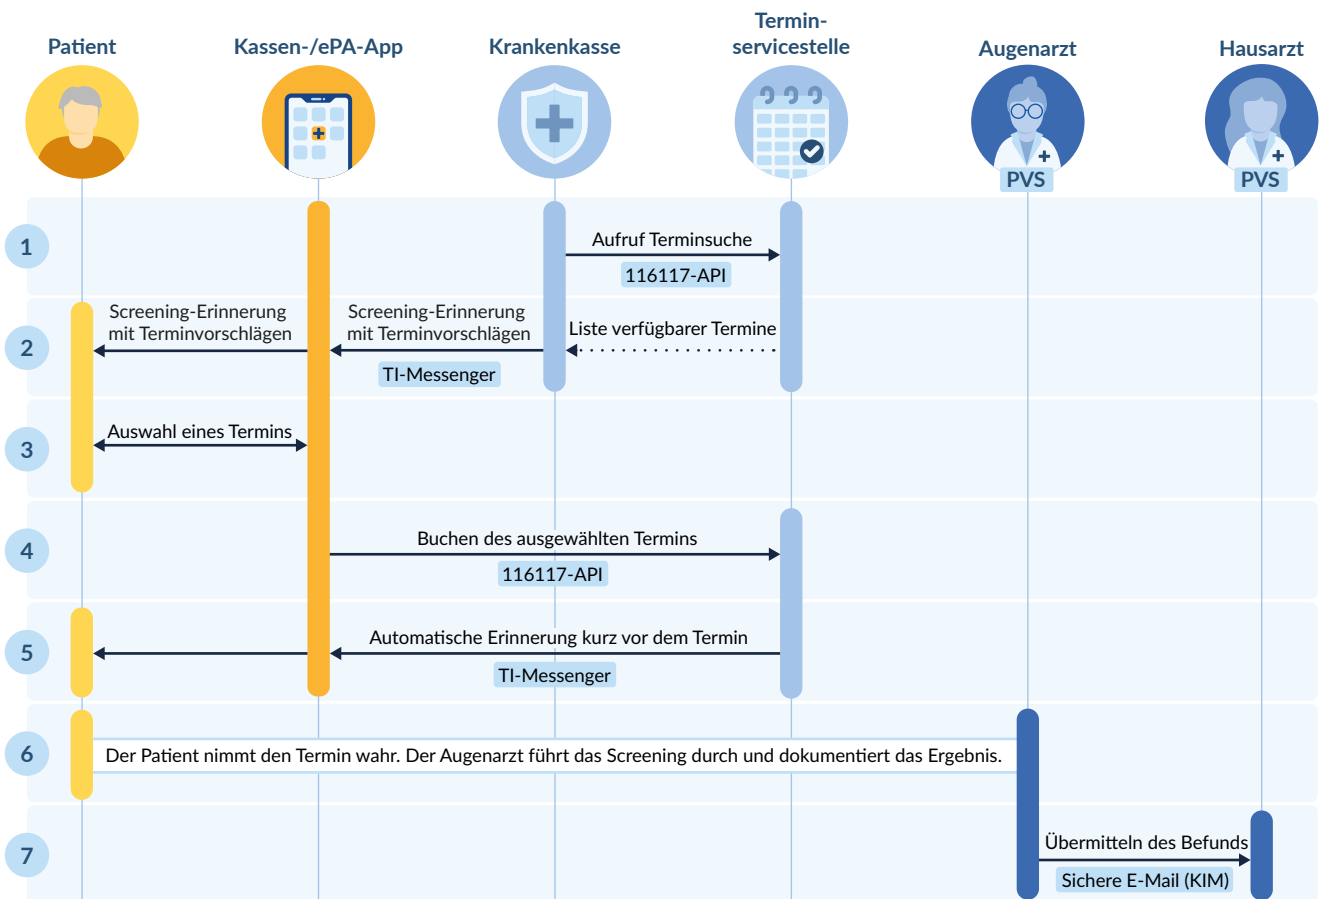 Patient
Kassen-/ePA-App
Krankenkasse
Termin-
servicestelle
Augenarzt
Hausarzt
PVS
PVS
1
Aufruf Terminsuche
116117-API
2
Screening-Erinnerung
mit Terminvorschlägen
Screening-Erinnerung
mit Terminvorschlägen
TI-Messenger
Liste verfügbarer Termine
3
Auswahl eines Termins
4
Buchen des ausgewählten Termins
116117-API
5
Automatische Erinnerung kurz vor dem Termin
TI-Messenger
6
Der Patient nimmt den Termin wahr. Der Augenarzt führt das Screening durch und dokumentiert das Ergebnis.
7
Übermitteln des Befunds
Sichere E-Mail (KIM)